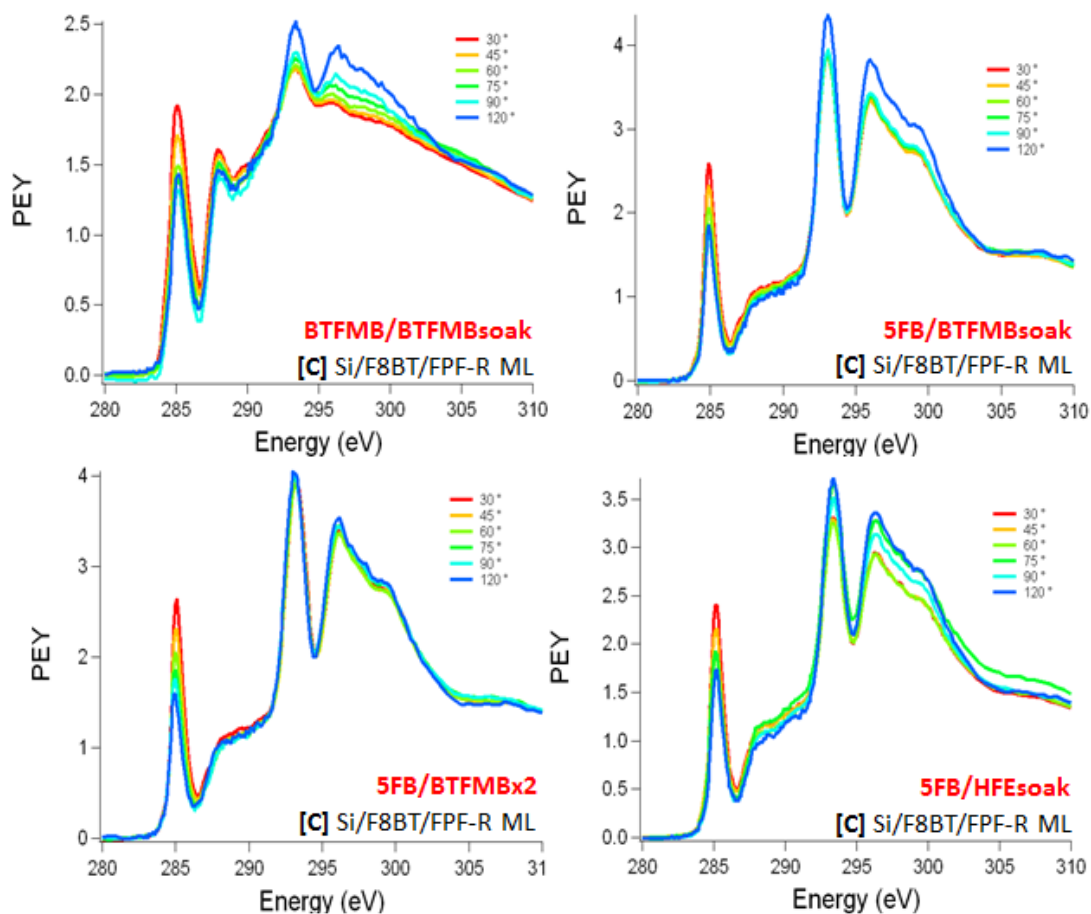 2.5
2.0
1.5
1.0
0.5
0.0
PEY
30°
45°
60°
75°
90°
120°
BTFMB/BTFMBsoak
[C] Si/F8BT/FPF-R ML
280 285 290 295 300 305 310
Energy (eV)
4
3
2
1
0
PEY
30°
45°
60°
75°
90°
120°
5FB/BTFMBsoak
[C] Si/F8BT/FPF-R ML
280 285 290 295 300 305 310
Energy (eV)
4
3
2
1
0
PEY
30°
45°
60°
75°
90°
120°
5FB/BTFMBx2
[C] Si/F8BT/FPF-R ML
280 285 290 295 300 305 31
Energy (eV)
3.5
3.0
2.5
2.0
1.5
1.0
0.5
0.0
PEY
30°
45°
60°
75°
90°
120°
5FB/HFEsoak
[C] Si/F8BT/FPF-R ML
280 285 290 295 300 305 310
Energy (eV)